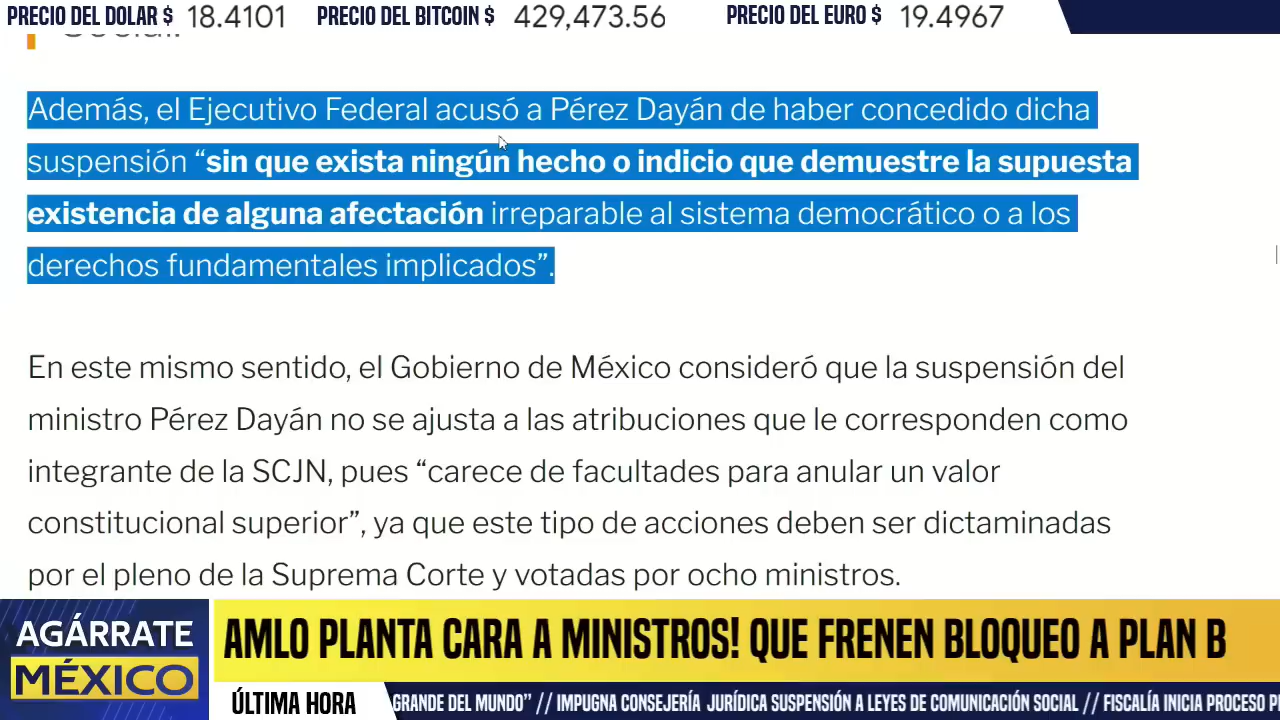 PRECIO DEL DOLAR $ 18.4101 PRECIO DEL BITCOIN $ 429,473.56 PRECIO DEL EURO $ 19.4967
Además, el Ejecutivo Federal acusó a Pérez Dayán de haber concedido dicha
suspensión “sin que exista ningún hecho o indicio que demuestre la supuesta
existencia de alguna afectación irreparable al sistema democrático o a los
derechos fundamentales implicados”.
En este mismo sentido, el Gobierno de México consideró que la suspensión del
ministro Pérez Dayán no se ajusta a las atribuciones que le corresponden como
integrante de la SCJN, pues “carece de facultades para anular un valor
constitucional superior”, ya que este tipo de acciones deben ser dictaminadas
por el pleno de la Suprema Corte y votadas por ocho ministros.
AGÁRRATE
MÉXICO
AMLO PLANTA CARA A MINISTROS! QUE FRENEN BLOQUEO A PLAN B
ÚLTIMA HORA GRANDE DEL MUNDO” // IMPUGNA CONSEJERÍA JURÍDICA SUSPENSIÓN A LEYES DE COMUNICACIÓN SOCIAL // FISCALÍA INICIA PROCESO